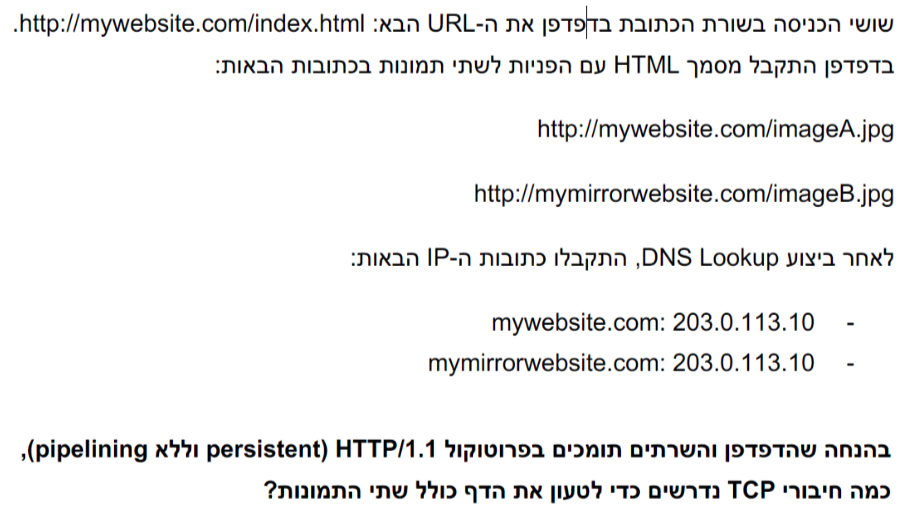 שושי הכניסה בשורת הכתובת בדפדפן את ה-URL הבא: http://mywebsite.com/index.html.
בדפדפן התקבל מסמך HTML עם הפניות לשתי תמונות בכתובות הבאות:
http://mywebsite.com/imageA.jpg
http://mymirrorwebsite.com/imageB.jpg
לאחר ביצוע DNS Lookup, התקבלו כתובות ה-IP הבאות:
- mywebsite.com: 203.0.113.10
- mymirrorwebsite.com: 203.0.113.10
בהנחה שהדפדפן והשרתים תומכים בפרוטוקול HTTP/1.1 (persistent וללא pipelining),
כמה חיבורי TCP נדרשים כדי לטעון את הדף כולל שתי התמונות?